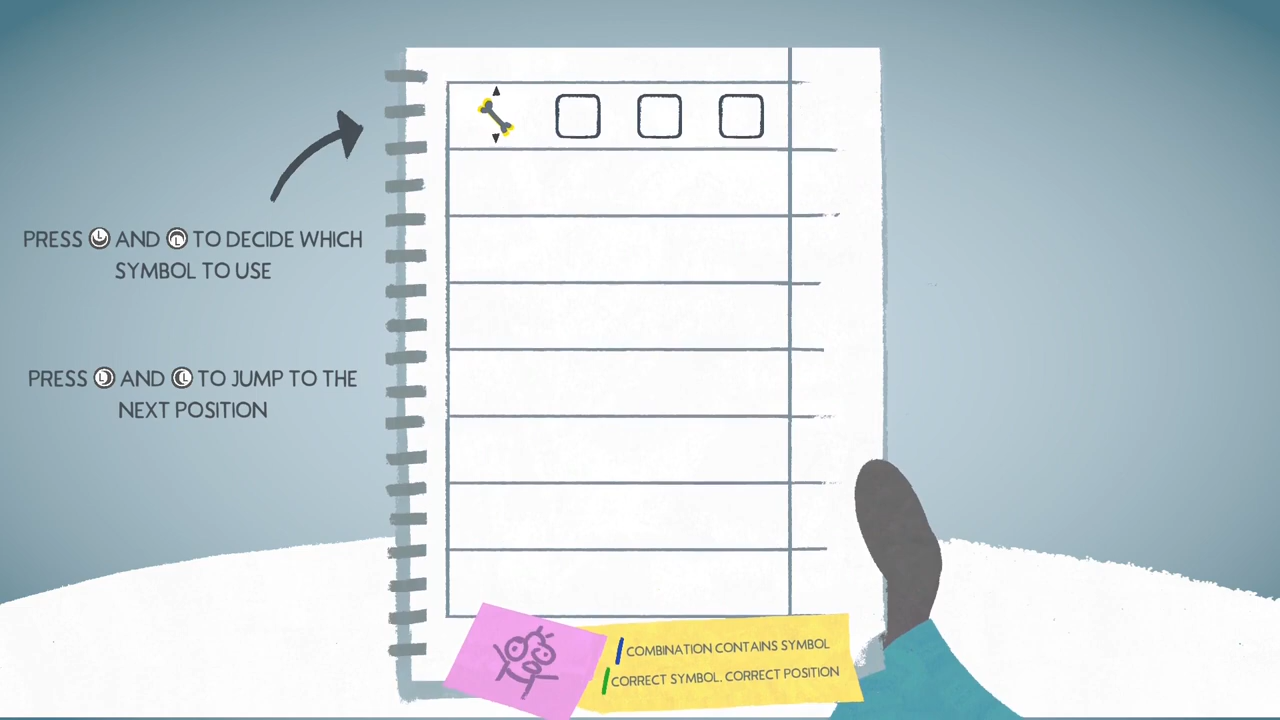 PRESS L AND L TO DECIDE WHICH
SYMBOL TO USE
PRESS L AND L TO JUMP TO THE
NEXT POSITION
COMBINATION CONTAINS SYMBOL
CORRECT SYMBOL. CORRECT POSITION